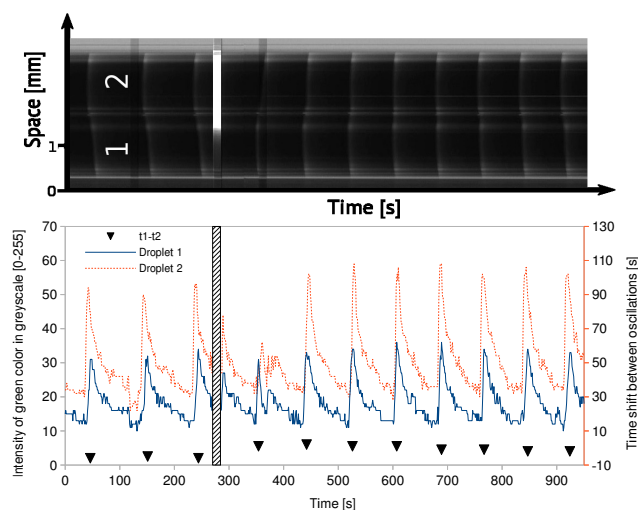 Space [mm]
2
1
1
0
Time [s]
t1-t2
Droplet 1
Droplet 2
Intensity of green color in greyscale [0-255]
70
60
50
40
30
20
10
0
130
110
90
70
50
30
10
-10
Time shift between oscillations [s]
0 100 200 300 400 500 600 700 800 900
Time [s]